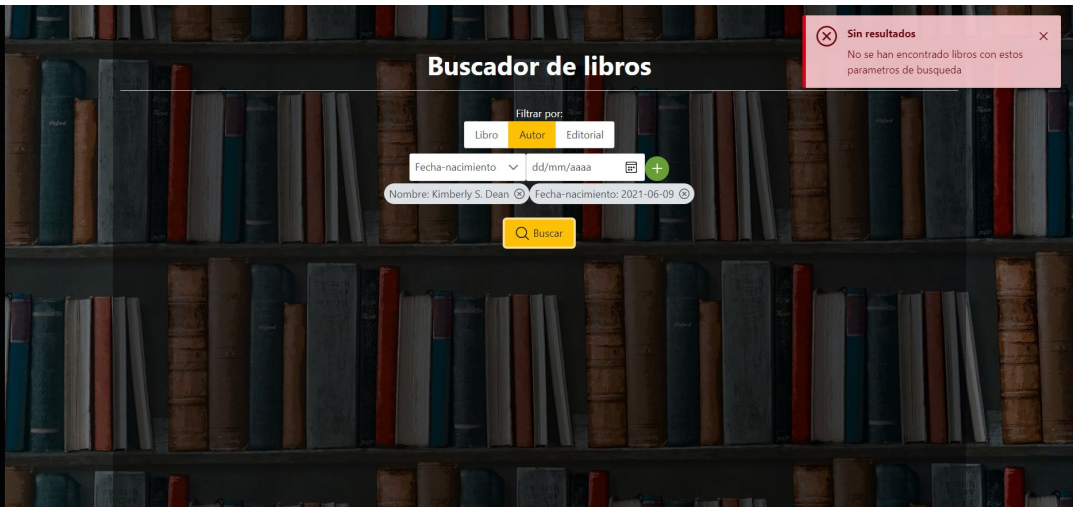 Buscador de libros
Filtrar por:
Libro Autor Editorial
Fecha-nacimiento dd/mm/aaaa
Nombre: Kimberly S. Dean Fecha-nacimiento: 2021-06-09
Buscar
Sin resultados
No se han encontrado libros con estos
parametros de busqueda